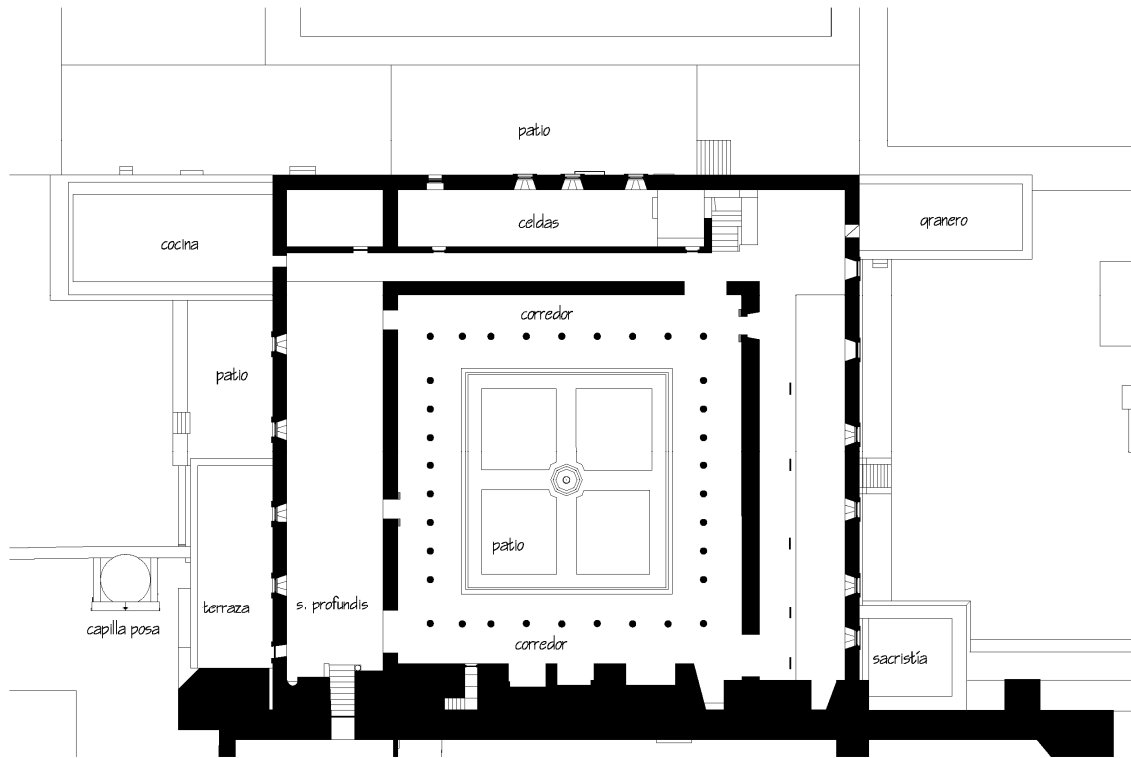 patio
celdas
cocina
granero
corredor
patio
patio
s. profundis
terraza
capilla posa
corredor
sacristía